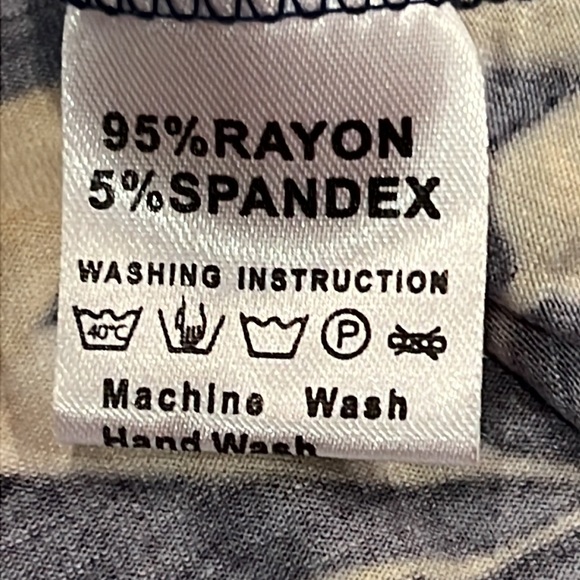 95%RAYON
5%SPANDEX
WASHING INSTRUCTION
40°C P
Machine Wash
Hand Wash